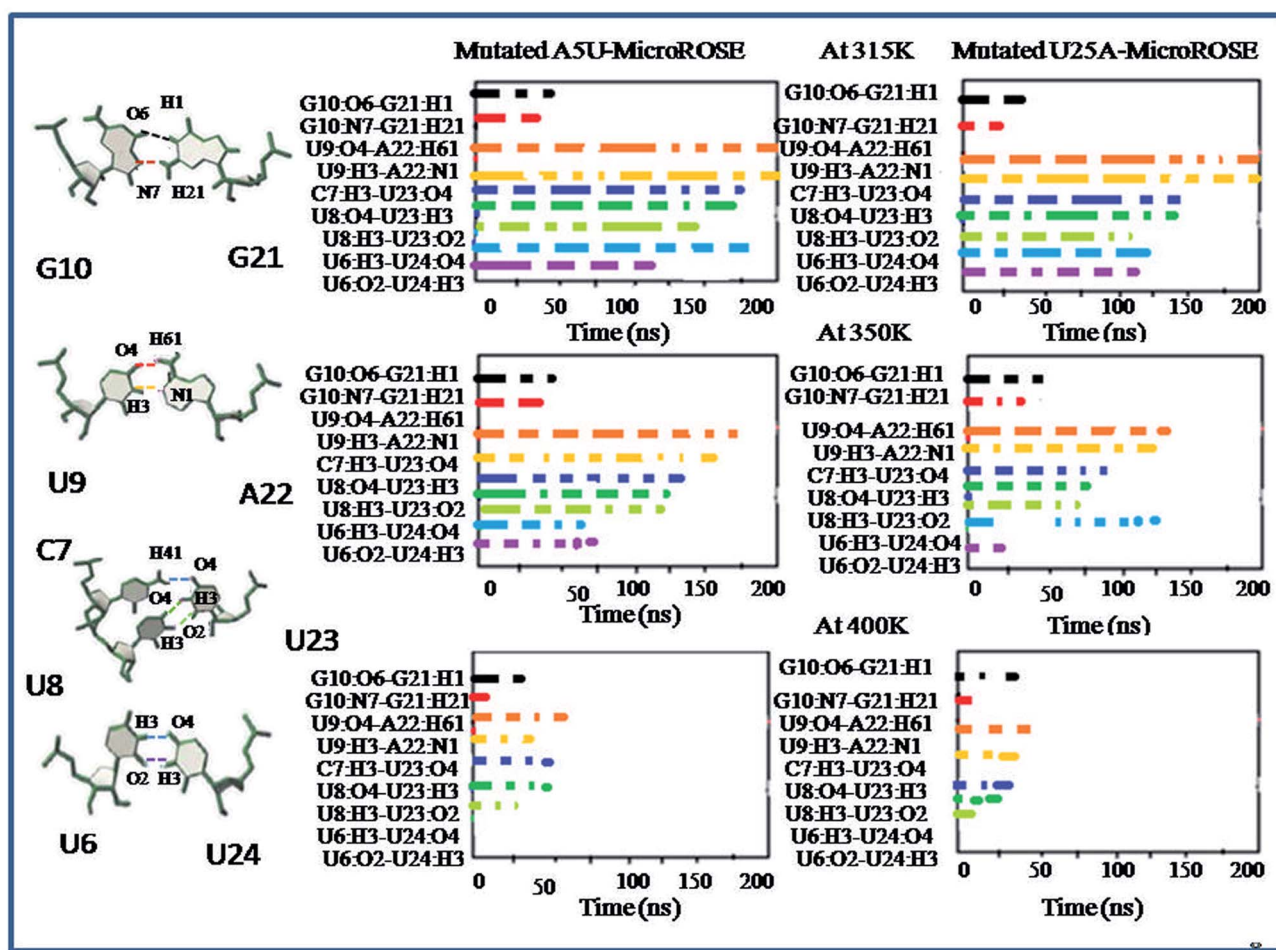 Mutated A5U-MicroROSE At 315K Mutated U25A-MicroROSE
O6 H1
N7 H21
G10 G21
G10:O6-G21:H1
G10:N7-G21:H21
U9:O4-A22:H61
U9:H3-A22:N1
C7:H3-U23:O4
U8:O4-U23:H3
U8:H3-U23:O2
U6:H3-U24:O4
U6:O2-U24:H3
0 50 100 150 200
Time (ns)
G10:O6-G21:H1
G10:N7-G21:H21
U9:O4-A22:H61
U9:H3-A22:N1
C7:H3-U23:O4
U8:O4-U23:H3
U8:H3-U23:O2
U6:H3-U24:O4
U6:O2-U24:H3
0 50 100 150 200
Time (ns)
At 350K
O4 H61
H3 N1
U9 A22
G10:O6-G21:H1
G10:N7-G21:H21
U9:O4-A22:H61
U9:H3-A22:N1
C7:H3-U23:O4
U8:O4-U23:H3
U8:H3-U23:O2
U6:H3-U24:O4
U6:O2-U24:H3
0 50 100 150 200
Time (ns)
G10:O6-G21:H1
G10:N7-G21:H21
U9:O4-A22:H61
U9:H3-A22:N1
C7:H3-U23:O4
U8:O4-U23:H3
U8:H3-U23:O2
U6:H3-U24:O4
U6:O2-U24:H3
0 50 100 150 200
Time (ns)
At 400K
C7
H41 O4
O4 H3
H3 O2
U23
U8
H3 O4
O2 H3
U6 U24
G10:O6-G21:H1
G10:N7-G21:H21
U9:O4-A22:H61
U9:H3-A22:N1
C7:H3-U23:O4
U8:O4-U23:H3
U8:H3-U23:O2
U6:H3-U24:O4
U6:O2-U24:H3
0 50 100 150 200
Time (ns)
G10:O6-G21:H1
G10:N7-G21:H21
U9:O4-A22:H61
U9:H3-A22:N1
C7:H3-U23:O4
U8:O4-U23:H3
U8:H3-U23:O2
U6:H3-U24:O4
U6:O2-U24:H3
0 50 100 150 200
Time (ns)